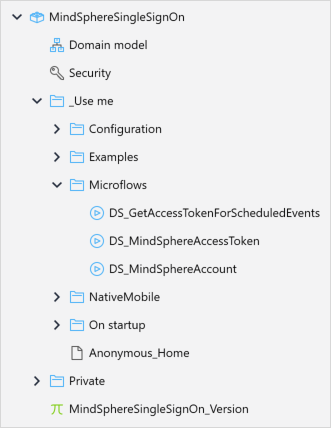 MindSphereSingleSignOn
Domain model
Security
_Use me
Configuration
Examples
Microflows
DS_GetAccessTokenForScheduledEvents
DS_MindSphereAccessToken
DS_MindSphereAccount
NativeMobile
On startup
Anonymous_Home
Private
MindSphereSingleSignOn_Version